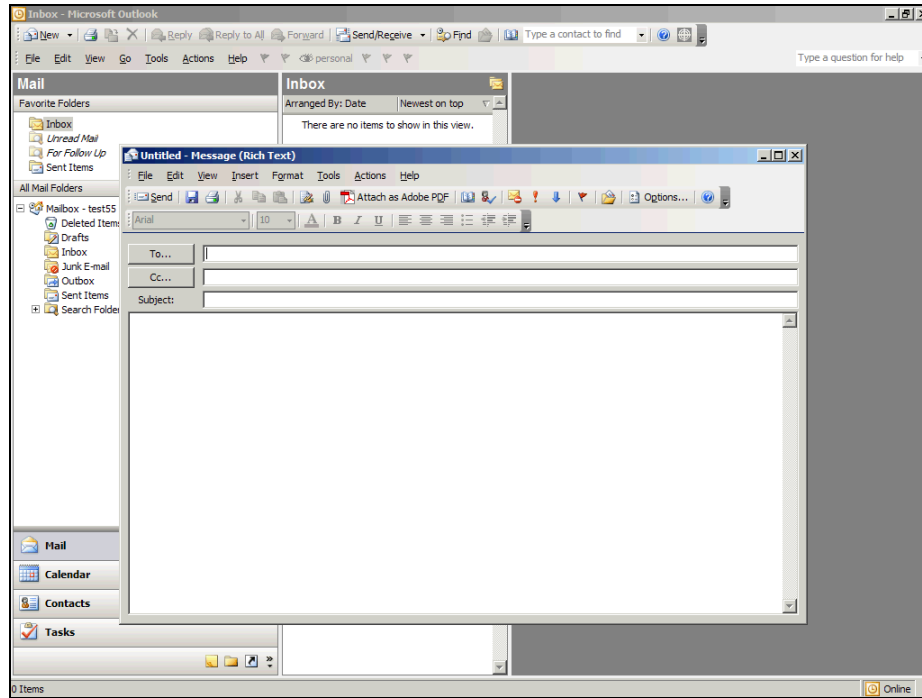 Inbox - Microsoft Outlook
New Reply Reply to All Forward Send/Receive Find Type a contact to find
File Edit View Go Tools Actions Help personal Type a question for help
Mail
Favorite Folders
Inbox
Unread Mail
For Follow Up
Sent Items
All Mail Folders
Mailbox - test55
Deleted Items
Drafts
Inbox
Junk E-mail
Outbox
Sent Items
Search Folde
Mail
Calendar
Contacts
Tasks
Inbox
Arranged By: Date Newest on top
There are no items to show in this view.
Untitled - Message (Rich Text)
File Edit View Insert Format Tools Actions Help
Send Attach as Adobe PDF Options...
Arial 10 A B I U
To...
Cc...
Subject:
0 Items Online